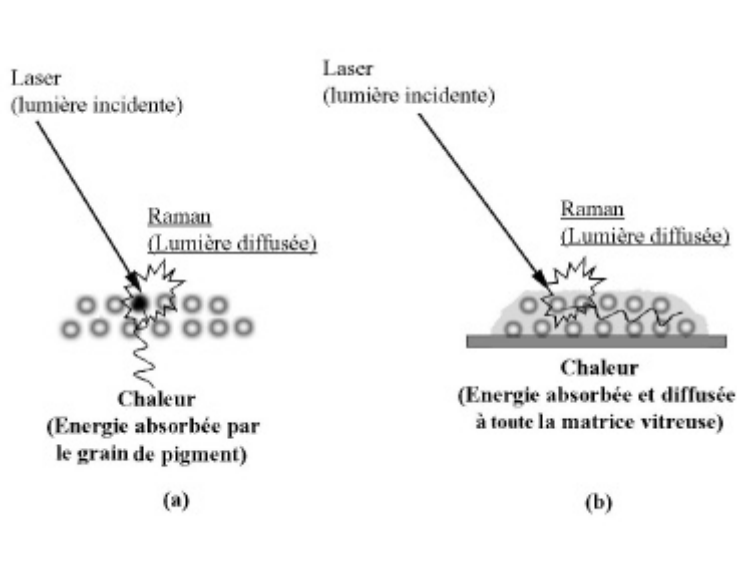 Laser
(lumière incidente)
Raman
(Lumière diffusée)
Chaleur
(Energie absorbée par
le grain de pigment)
(a)
Laser
(lumière incidente)
Raman
(Lumière diffusée)
Chaleur
(Energie absorbée et diffusée
à toute la matrice vitreuse)
(b)